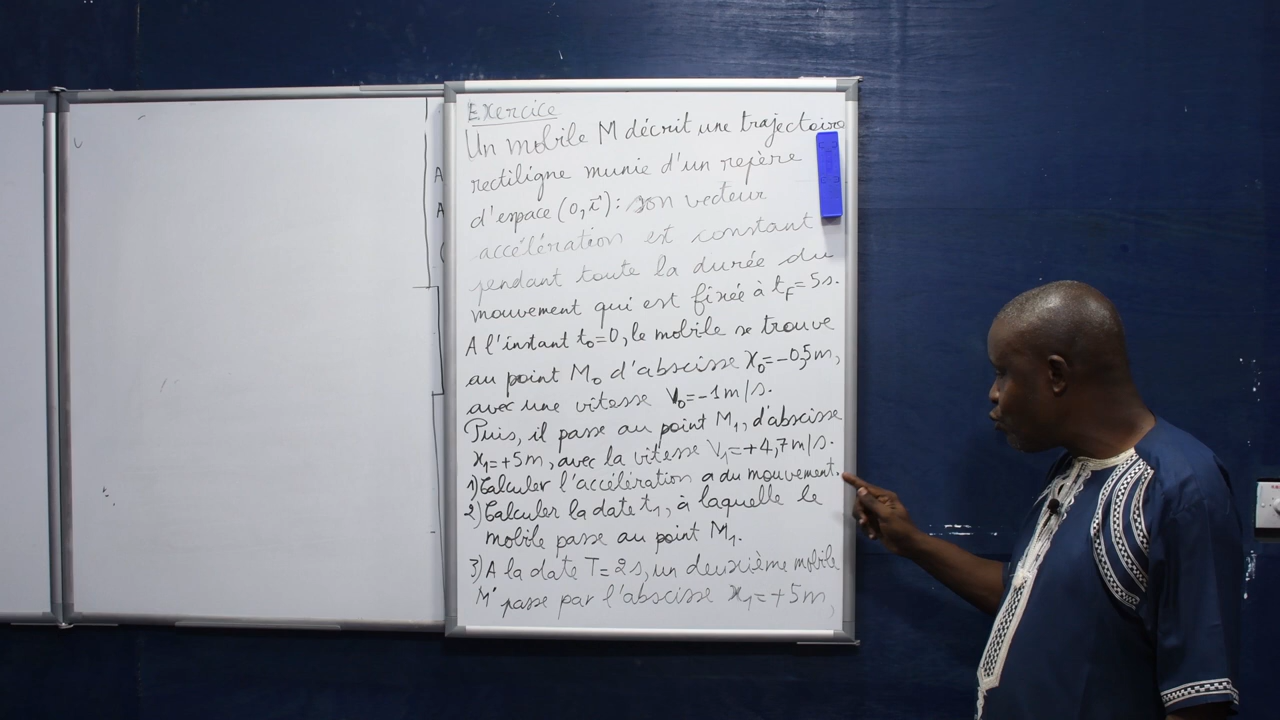 Exercice
Un mobile M décrit une trajectoire
rectiligne munie d'un repère
d'espace (O, i⃗): son vecteur
accélération est constant
pendant toute la durée du
mouvement qui est fixée à t_F = 5s.
A l'instant t₀=0, le mobile se trouve
au point M₀ d'abscisse x₀=-0,5m,
avec une vitesse V₀=-1m/s.
Puis, il passe au point M₁, d'abscisse
x₁=+5m, avec la vitesse V₁=+4,7m/s.
1) Calculer l'accélération a du mouvement.
2) Calculer la date t₁, à laquelle le
mobile passe au point M₁.
3) A la date T=2s, un deuxième mobile
M' passe par l'abscisse x₁=+5m,
A
A